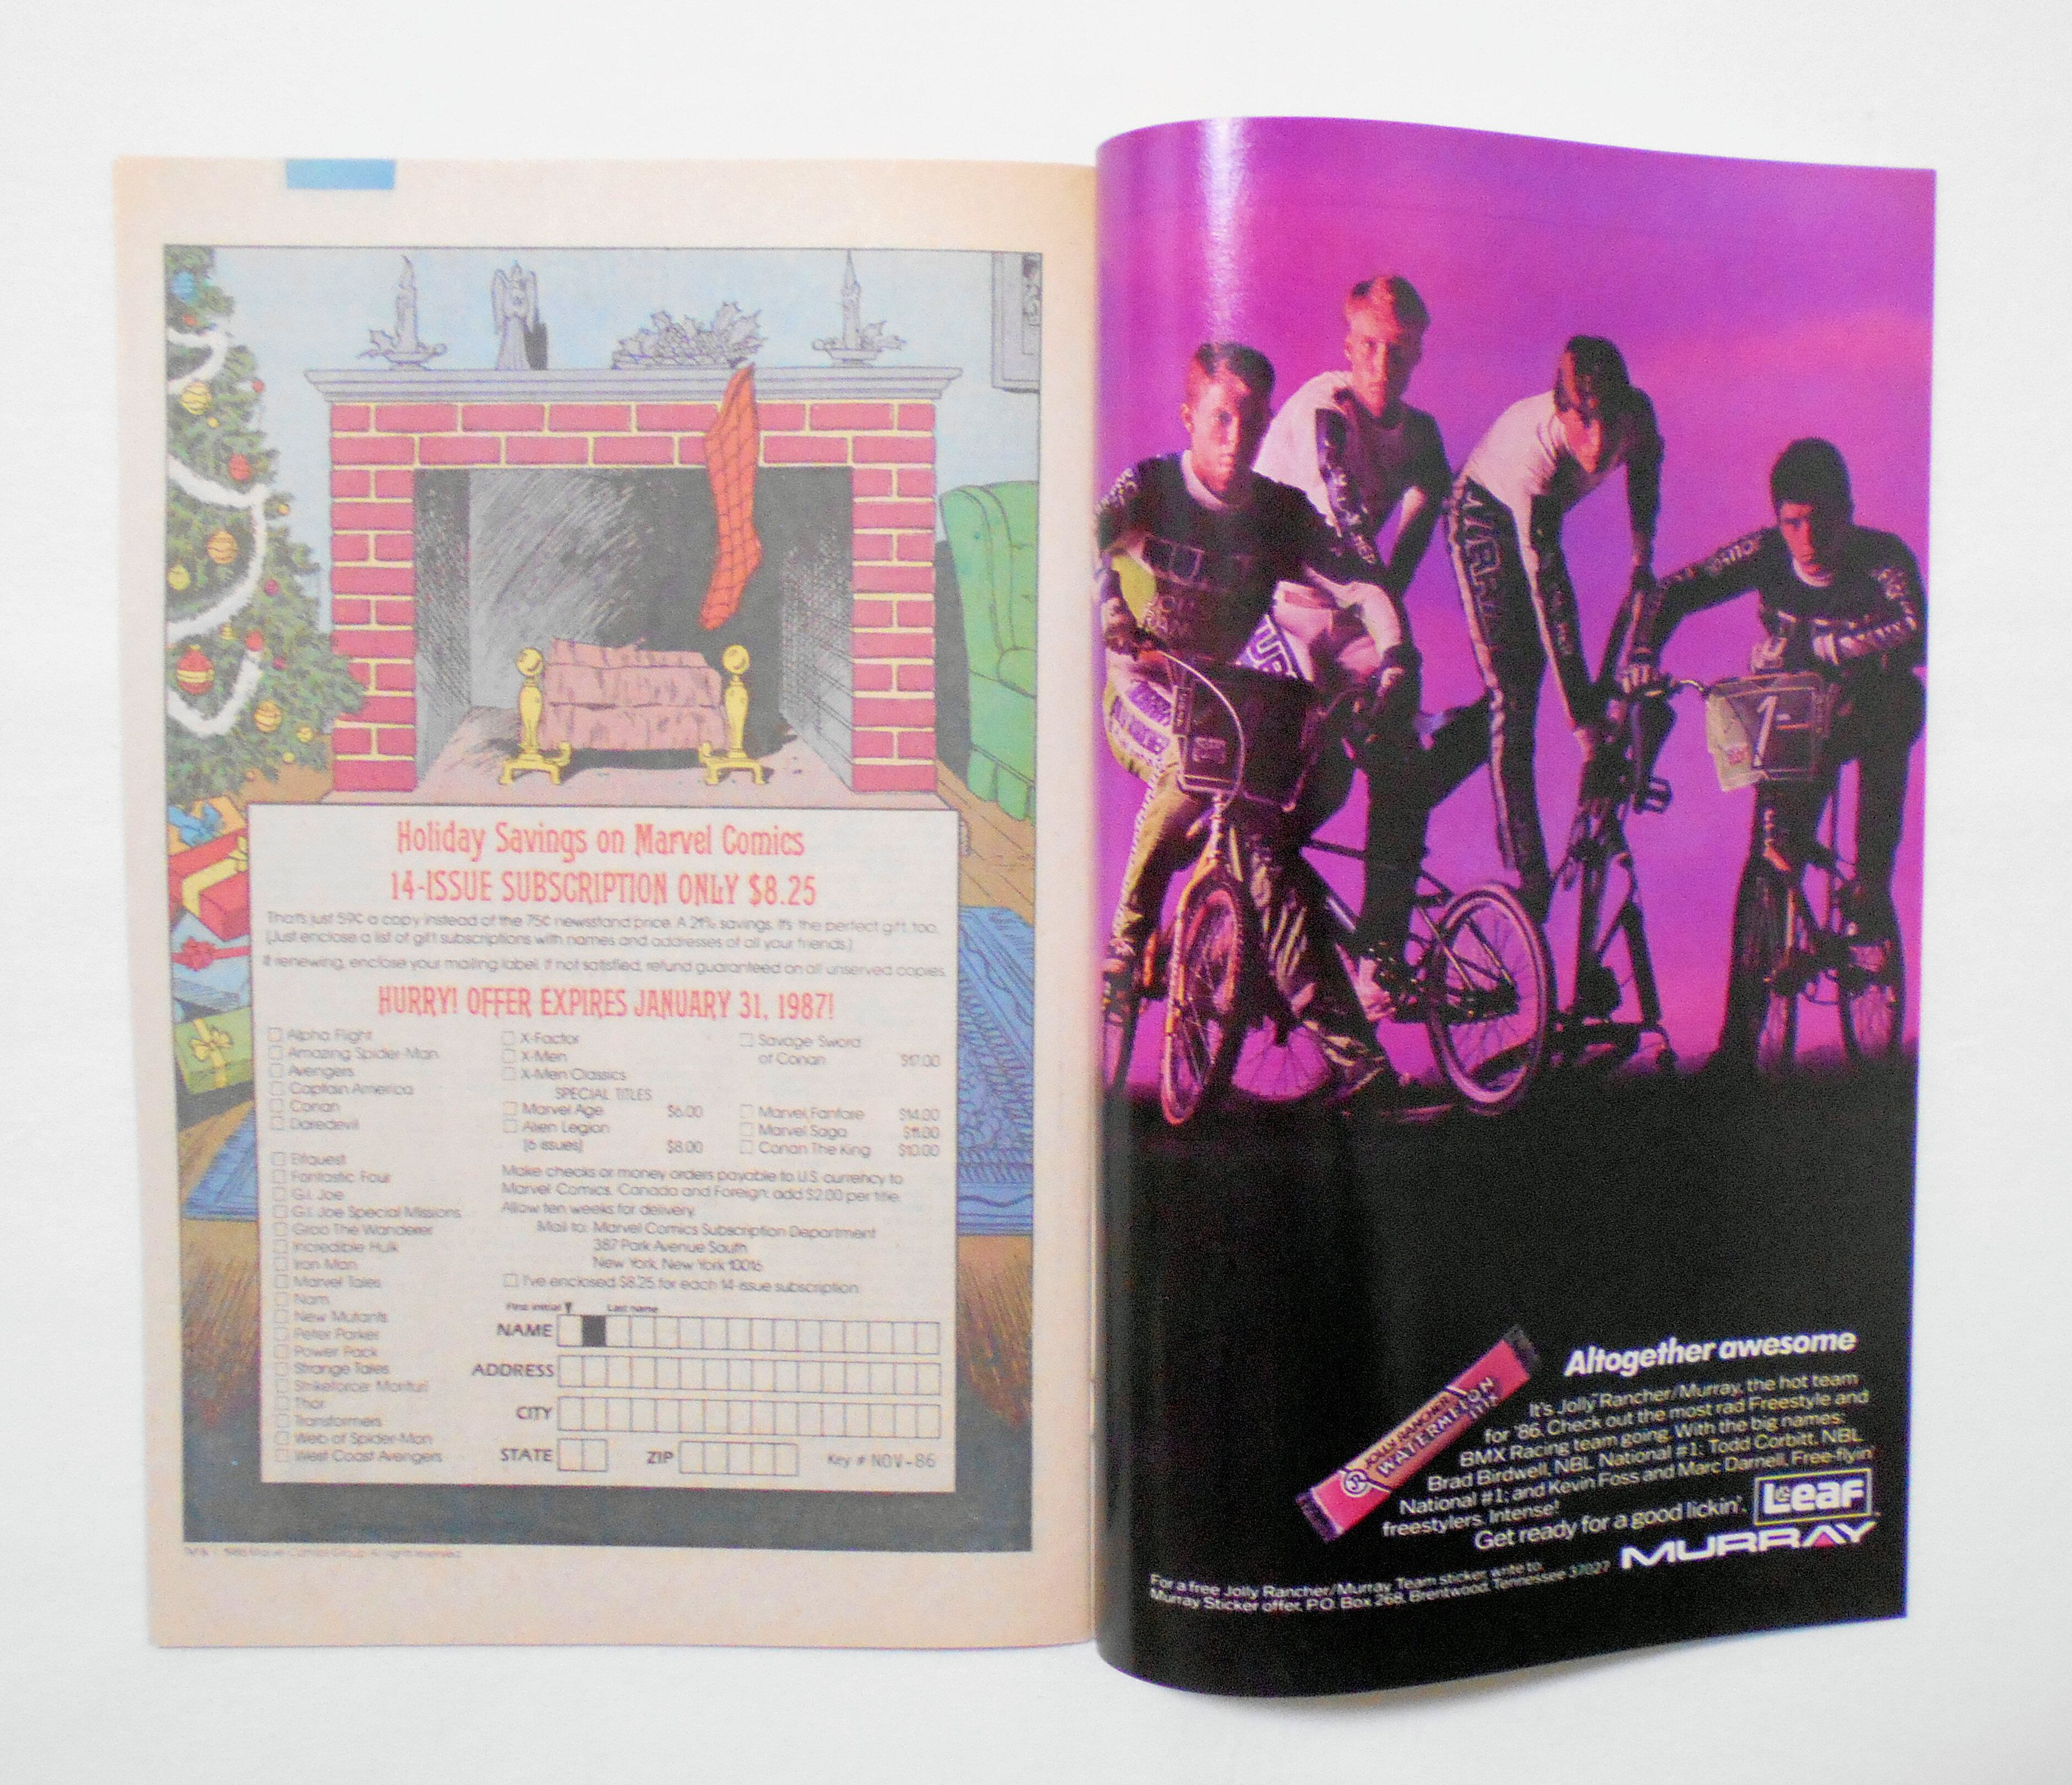 Holiday Savings on Marvel Comics
14-ISSUE SUBSCRIPTION ONLY $8.25
That's just 59¢ a copy instead of the 75¢ newsstand price. A 21% savings. It's the perfect gift, too.
(Just enclose a list of gift subscriptions with names and addresses of all your friends.)
If renewing, enclose your mailing label. If not satisfied, refund guaranteed on all unserved copies.
HURRY! OFFER EXPIRES JANUARY 31, 1987!
Alpha Flight
Amazing Spider-Man
Avengers
Captain America
Conan
Daredevil
Elfquest
Fantastic Four
G.I. Joe
G.I. Joe Special Missions
Groo The Wanderer
Incredible Hulk
Iron Man
Marvel Tales
Nam
New Mutants
Peter Parker
Power Pack
Strange Tales
Strikeforce: Morituri
Thor
Transformers
Web of Spider-Man
West Coast Avengers
X-Factor
X-Men
X-Men Classics
SPECIAL TITLES
Marvel Age $6.00
Alien Legion
(6 issues) $8.00
Savage Sword
of Conan $17.00
Marvel Fanfare $14.00
Marvel Saga $11.00
Conan The King $10.00
Make checks or money orders payable to U.S. currency to
Marvel Comics. Canada and Foreign: add $2.00 per title.
Allow ten weeks for delivery.
Mail to: Marvel Comics Subscription Department
387 Park Avenue South
New York, New York 10016
I've enclosed $8.25 for each 14-issue subscription
First initial Last name
NAME
ADDRESS
CITY
STATE ZIP Key # NOV-86
1986 Marvel Comics Group. All rights reserved.
MURRAY
1
JOLLY RANCHER
WATERMELON
STIX
Altogether awesome
It's Jolly Rancher/Murray, the hot team
for '86. Check out the most rad Freestyle and
BMX Racing team going. With the big names:
Brad Birdwell, NBL National #1; Todd Corbitt, NBL
National #1; and Kevin Foss and Marc Darnell, Free-flyin'
freestylers. Intense!
Get ready for a good lickin'.
Leaf
MURRAY
For a free Jolly Rancher/Murray Team sticker, write to:
Murray Sticker offer, P.O. Box 268, Brentwood, Tennessee 37027